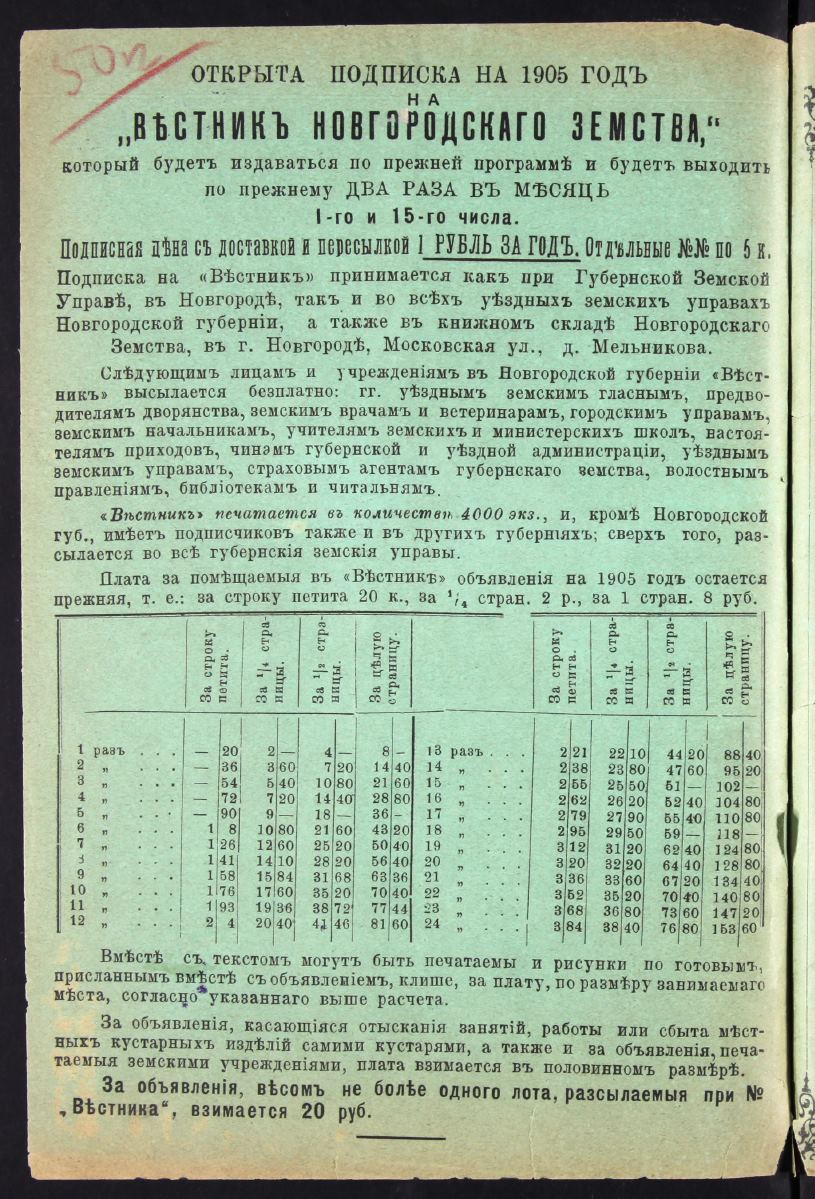 50 к
ОТКРЫТА ПОДПИСКА НА 1905 ГОДЪ
НА
„ВѢСТНИКЪ НОВГОРОДСКАГО ЗЕМСТВА,“
который будетъ издаваться по прежней программѣ и будетъ выходить
по прежнему ДВА РАЗА ВЪ МѢСЯЦЪ
1-го и 15-го числа.
Подписная цѣна съ доставкой и пересылкой 1 РУБЛЬ ЗА ГОДЪ. Отдѣльные №№ по 5 к.
Подписка на «Вѣстникъ» принимается какъ при Губернской Земской
Управѣ, въ Новгородѣ, такъ и во всѣхъ уѣздныхъ земскихъ управахъ
Новгородской губерніи, а также въ книжномъ складѣ Новгородскаго
Земства, въ г. Новгородѣ, Московская ул., д. Мельникова.
Слѣдующимъ лицамъ и учрежденіямъ въ Новгородской губерніи «Вѣст-
никъ» высылается безплатно: гг. уѣзднымъ земскимъ гласнымъ, предво-
дителямъ дворянства, земскимъ врачамъ и ветеринарамъ, городскимъ управамъ,
земскимъ начальникамъ, учителямъ земскихъ и министерскихъ школъ, настоя-
телямъ приходовъ, чинамъ губернской и уѣздной администраціи, уѣзднымъ
земскимъ управамъ, страховымъ агентамъ губернскаго земства, волостнымъ
правленіямъ, библіотекамъ и читальнямъ.
«Вѣстникъ» печатается въ количествѣ 4000 экз., и, кромѣ Новгородской
губ., имѣетъ подписчиковъ также и въ другихъ губерніяхъ; сверхъ того, раз-
сылается во всѣ губернскія земскія управы.
Плата за помѣщаемыя въ «Вѣстникѣ» объявленія на 1905 годъ остается
прежняя, т. е.: за строку петита 20 к., за 1/4 стран. 2 р., за 1 стран. 8 руб.
За строку петита. За 1/4 стра-ницы. За 1/2 стра-ницы. За цѣлую страницу. За строку петита. За 1/4 стра-ницы. За 1/2 стра-ницы. За цѣлую страницу.
1 разъ . . . — 20 2 — 4 — 8 — 13 разъ . . . 2 21 22 10 44 20 88 40
2 „ . . . — 36 3 60 7 20 14 40 14 „ . . . 2 38 23 80 47 60 95 20
3 „ . . . — 54 5 40 10 80 21 60 15 „ . . . 2 55 25 50 51 — 102 —
4 „ . . . — 72 7 20 14 40 28 80 16 „ . . . 2 62 26 20 52 40 104 80
5 „ . . . — 90 9 — 18 — 36 — 17 „ . . . 2 79 27 90 55 40 110 80
6 „ . . . 1 8 10 80 21 60 43 20 18 „ . . . 2 95 29 50 59 — 118 —
7 „ . . . 1 26 12 60 25 20 50 40 19 „ . . . 3 12 31 20 62 40 124 80
8 „ . . . 1 41 14 10 28 20 56 40 20 „ . . . 3 20 32 20 64 40 128 80
9 „ . . . 1 58 15 84 31 68 63 36 21 „ . . . 3 36 33 60 67 20 134 40
10 „ . . . 1 76 17 60 35 20 70 40 22 „ . . . 3 52 35 20 70 40 140 80
11 „ . . . 1 93 19 36 38 72 77 44 23 „ . . . 3 68 36 80 73 60 147 20
12 „ . . . 2 4 20 40 41 46 81 60 24 „ . . . 3 84 38 40 76 80 153 60
Вмѣстѣ съ текстомъ могутъ быть печатаемы и рисунки по готовымъ,
присланнымъ вмѣстѣ съ объявленіемъ, клише, за плату, по размѣру занимаемаго
мѣста, согласно указаннаго выше расчета.
За объявленія, касающіяся отысканія занятій, работы или сбыта мѣст-
ныхъ кустарныхъ издѣлій самими кустарями, а также и за объявленія, печа-
таемыя земскими учрежденіями, плата взимается въ половинномъ размѣрѣ.
За объявленія, вѣсомъ не болѣе одного лота, разсылаемыя при №
„Вѣстника“, взимается 20 руб.